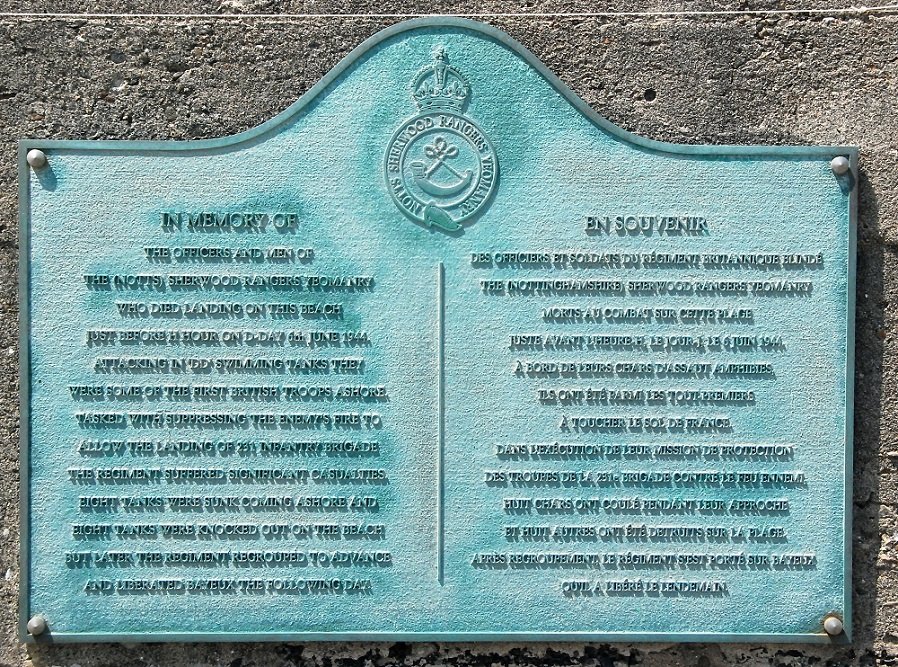 NOTTS SHERWOOD RANGERS YEOMANRY
IN MEMORY OF
THE OFFICERS AND MEN OF
THE (NOTTS) SHERWOOD RANGERS YEOMANRY
WHO DIED LANDING ON THIS BEACH
JUST BEFORE H HOUR ON D-DAY 6th JUNE 1944.
ATTACKING IN 'DD' SWIMMING TANKS THEY
WERE SOME OF THE FIRST BRITISH TROOPS ASHORE
TASKED WITH SUPPRESSING THE ENEMY'S FIRE TO
ALLOW THE LANDING OF 231 INFANTRY BRIGADE.
THE REGIMENT SUFFERED SIGNIFICANT CASUALTIES.
EIGHT TANKS WERE SUNK COMING ASHORE AND
EIGHT TANKS WERE KNOCKED OUT ON THE BEACH
BUT LATER THE REGIMENT REGROUPED TO ADVANCE
AND LIBERATED BAYEUX THE FOLLOWING DAY.
EN SOUVENIR
DES OFFICIERS ET SOLDATS DU RÉGIMENT BRITANNIQUE BLINDÉ
THE (NOTTINGHAMSHIRE) SHERWOOD RANGERS YEOMANRY
MORTS AU COMBAT SUR CETTE PLAGE
JUSTE AVANT L'HEURE H, LE JOUR-J, LE 6 JUIN 1944.
À BORD DE LEURS CHARS D'ASSAUT AMPHIBIES
ILS ONT ÉTÉ PARMI LES TOUT-PREMIERS
À TOUCHER LE SOL DE FRANCE.
DANS L'EXÉCUTION DE LEUR MISSION DE PROTECTION
DES TROUPES DE LA 231e BRIGADE CONTRE LE FEU ENNEMI,
HUIT CHARS ONT COULÉ PENDANT LEUR APPROCHE
ET HUIT AUTRES ONT ÉTÉ DETRUITS SUR LA PLAGE.
APRÈS REGROUPEMENT, LE RÉGIMENT S'EST PORTÉ SUR BAYEUX
QU'IL A LIBÉRÉ LE LENDEMAIN.